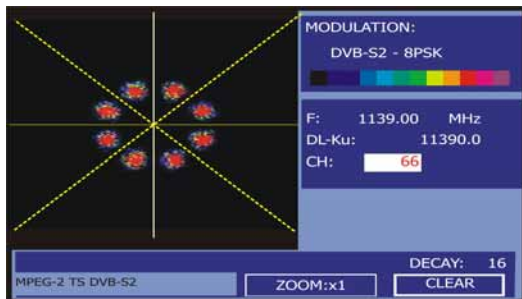 MODULATION:
DVB-S2 - 8PSK
F: 1139.00 MHz
DL-Ku: 11390.0
CH: 66
DECAY: 16
MPEG-2 TS DVB-S2
ZOOM:x1
CLEAR